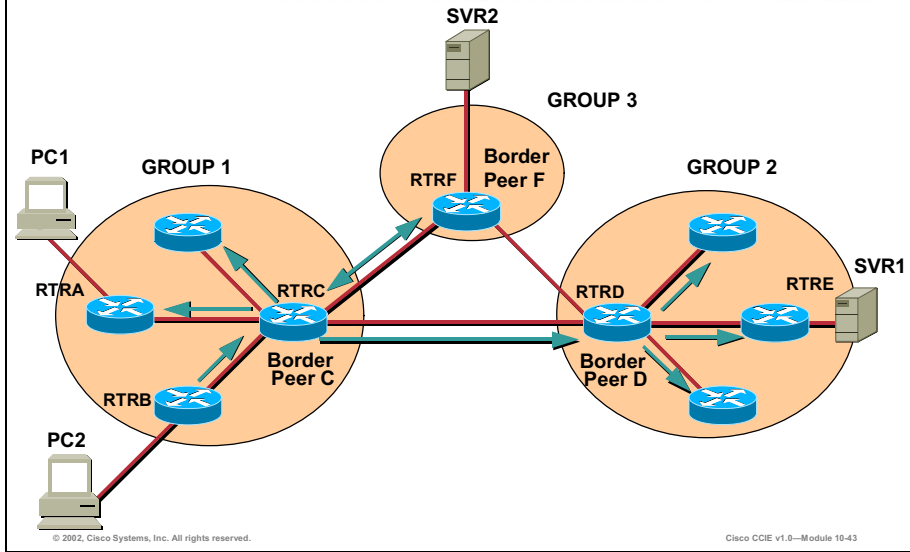 SVR2
GROUP 3
PC1
GROUP 1
Border
Peer F
GROUP 2
RTRF
SVR1
RTRA
RTRC
RTRD
RTRE
Border
Peer C
Border
Peer D
RTRB
PC2
© 2002, Cisco Systems, Inc. All rights reserved.
Cisco CCIE v1.0—Module 10-43